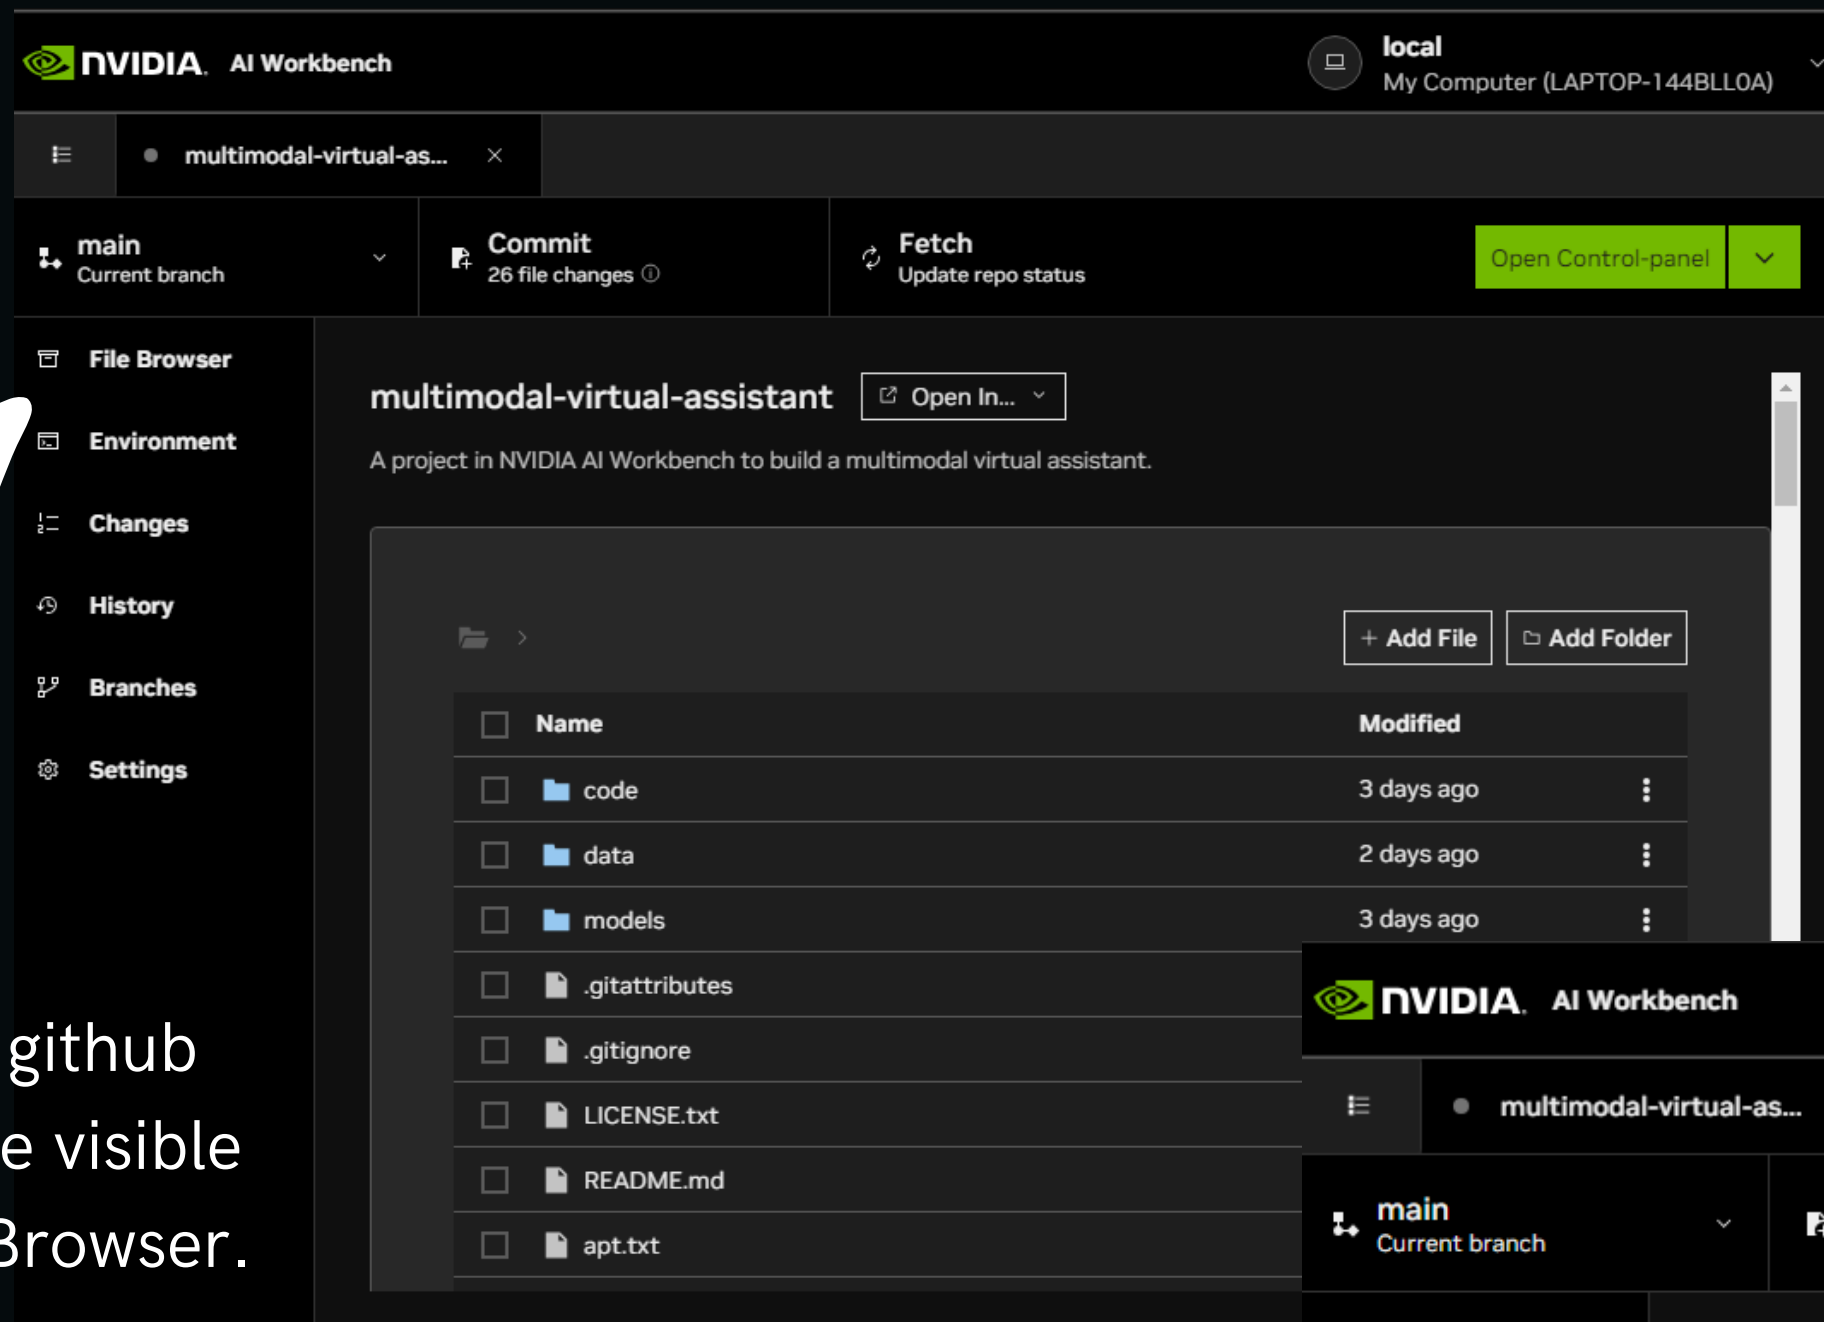 NVIDIA. AI Workbench
local
My Computer (LAPTOP-144BLL0A)
multimodal-virtual-as...
main
Current branch
Commit
26 file changes
Fetch
Update repo status
Open Control-panel
File Browser
Environment
Changes
History
Branches
Settings
multimodal-virtual-assistant
Open In...
A project in NVIDIA AI Workbench to build a multimodal virtual assistant.
Add File
Add Folder
Name Modified
code 3 days ago
data 2 days ago
models 3 days ago
.gitattributes
.gitignore
LICENSE.txt
README.md
apt.txt
github
e visible
Browser.
NVIDIA. AI Workbench
multimodal-virtual-as...
main
Current branch